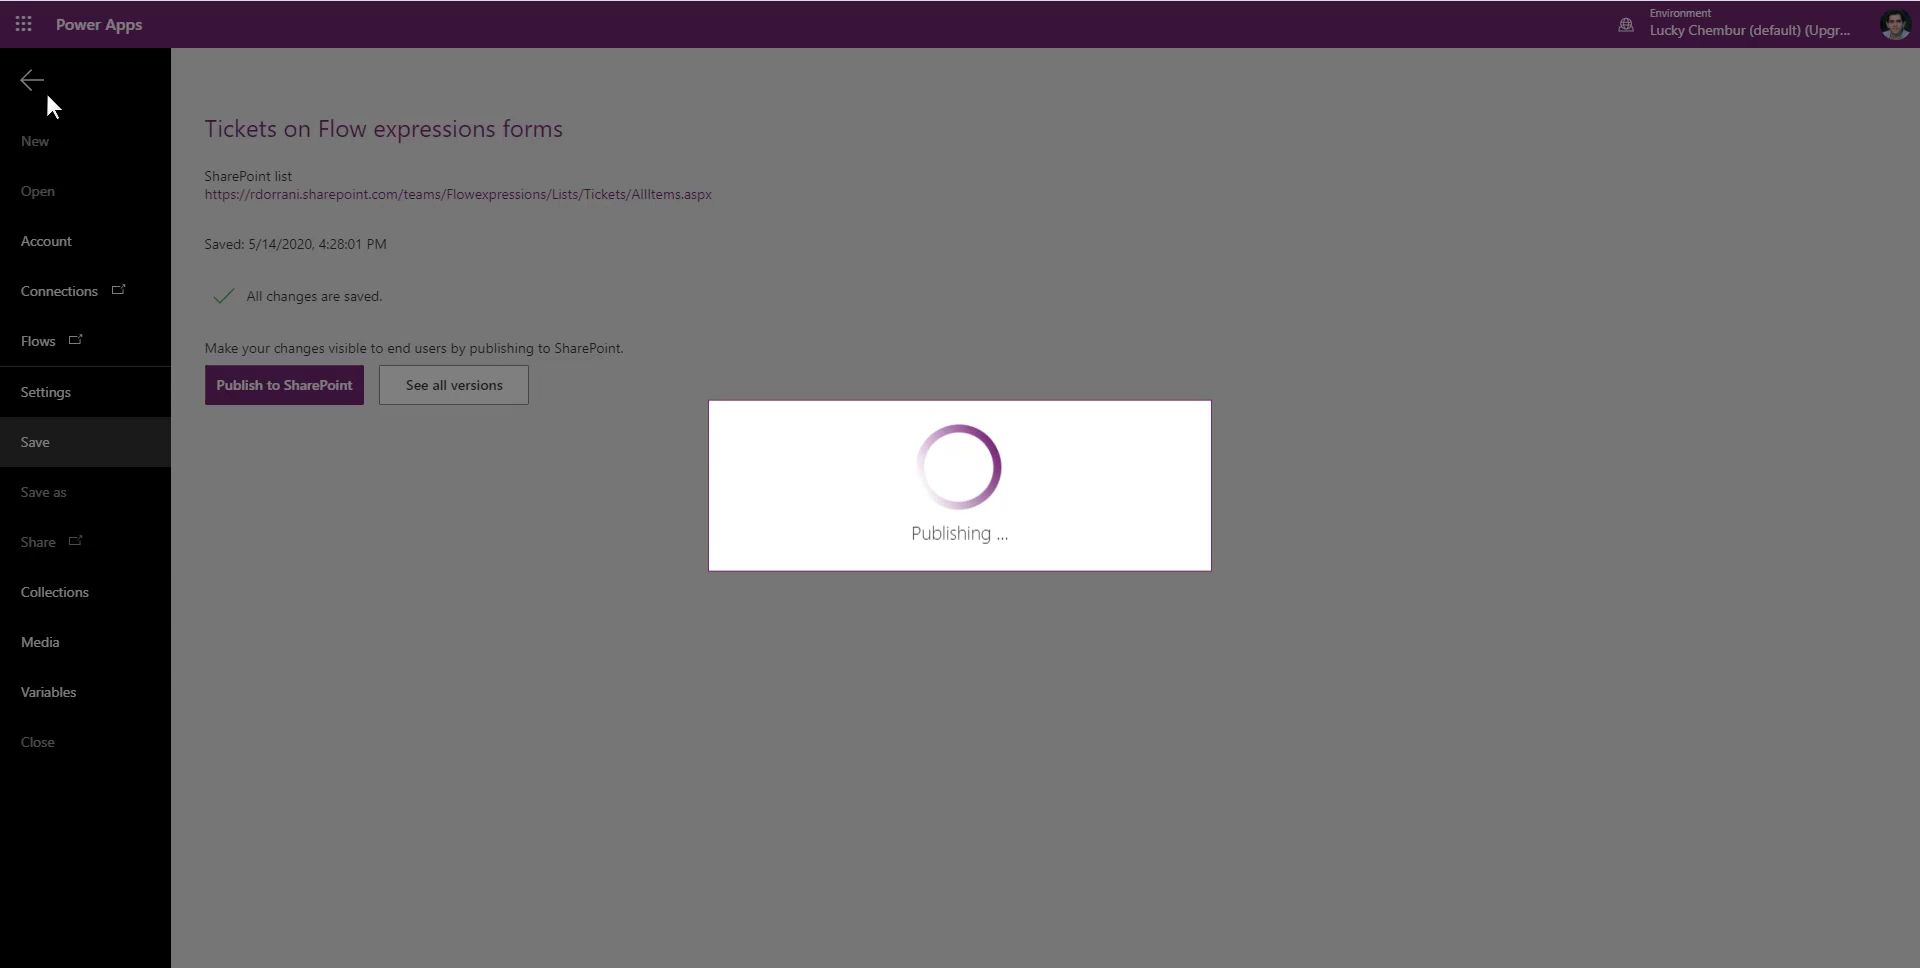 Power Apps
Environment
Lucky Chembur (default) (Upgr...
New
Open
Account
Connections
Flows
Settings
Save
Save as
Share
Collections
Media
Variables
Close
Tickets on Flow expressions forms
SharePoint list
https://rdorrani.sharepoint.com/teams/Flowexpressions/Lists/Tickets/AllItems.aspx
Saved: 5/14/2020, 4:28:01 PM
All changes are saved.
Make your changes visible to end users by publishing to SharePoint.
Publish to SharePoint
See all versions
Publishing ...